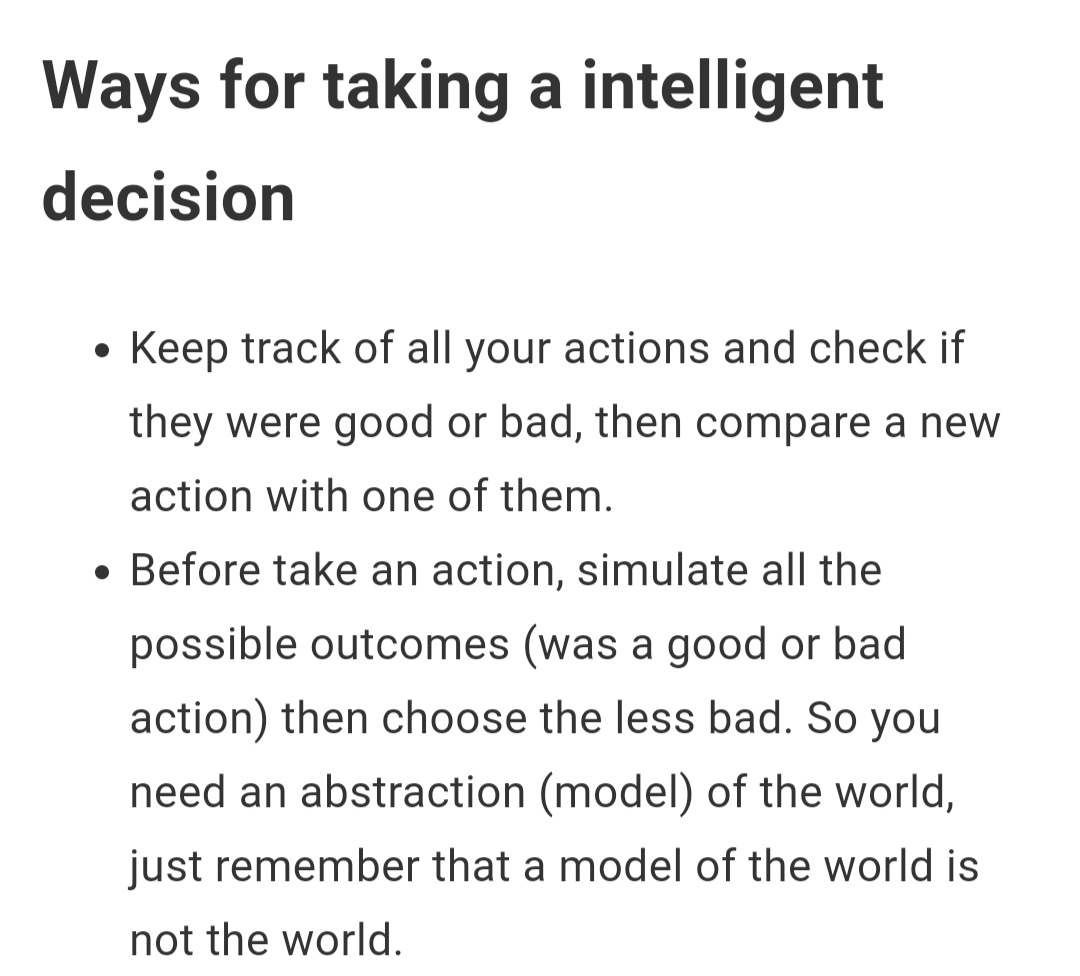 Ways for taking a intelligent
decision
• Keep track of all your actions and check if
they were good or bad, then compare a new
action with one of them.
• Before take an action, simulate all the
possible outcomes (was a good or bad
action) then choose the less bad. So you
need an abstraction (model) of the world,
just remember that a model of the world is
not the world.